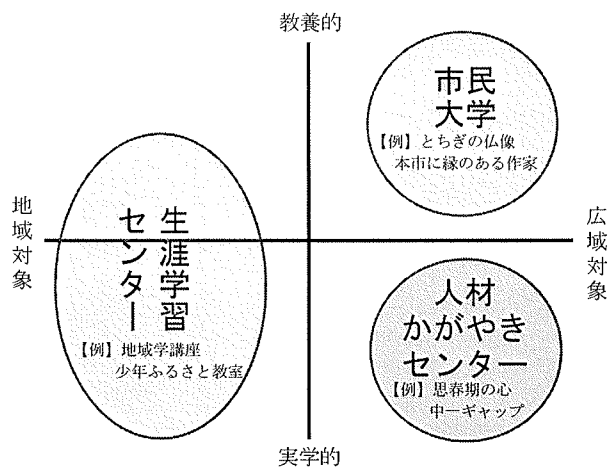 教養的
市民
大学
【例】とちぎの仏像
本市に縁のある作家
地域対象
広域対象
生涯学習
センター
【例】地域学講座
少年ふるさと教室
人材
かがやき
センター
【例】思春期の心
中一ギャップ
実学的